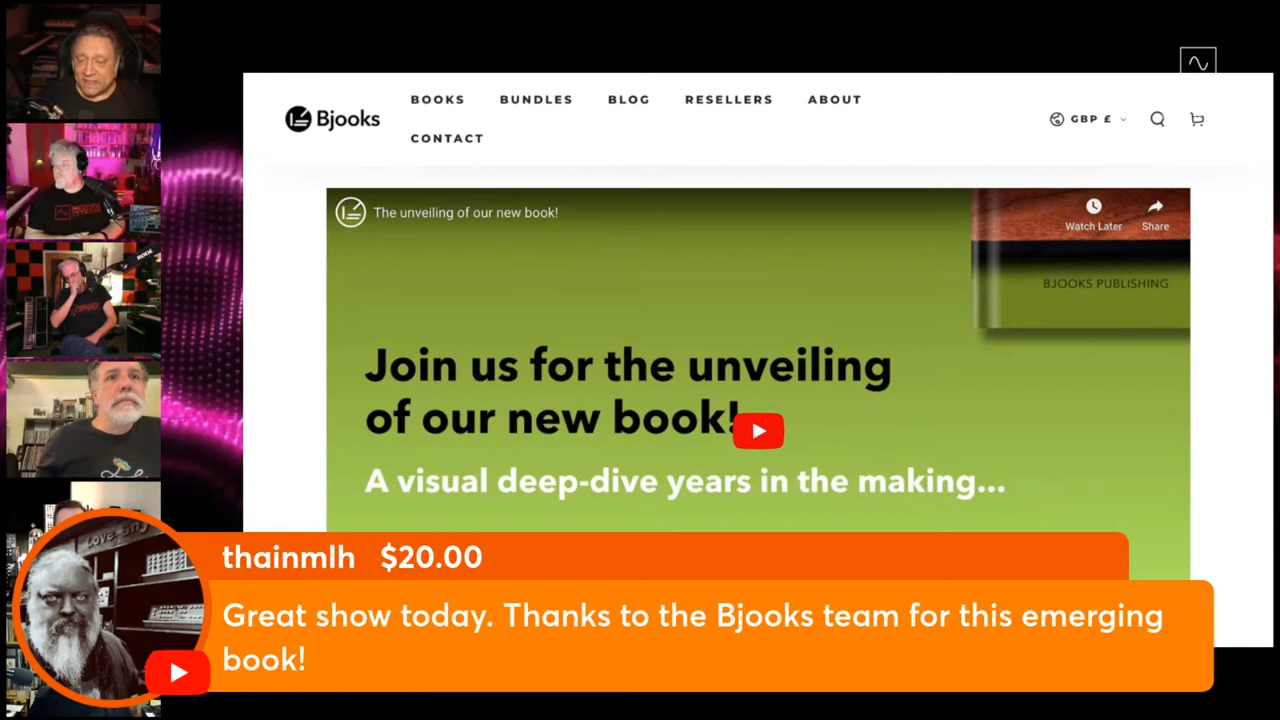 BOOKS BUNDLES BLOG RESELLERS ABOUT
Bjooks
GBP £
CONTACT
The unveiling of our new book!
Watch Later Share
BJOOKS PUBLISHING
Join us for the unveiling
of our new book!
A visual deep-dive years in the making...
RODE
Love
thainmlh $20.00
Great show today. Thanks to the Bjooks team for this emerging
book!